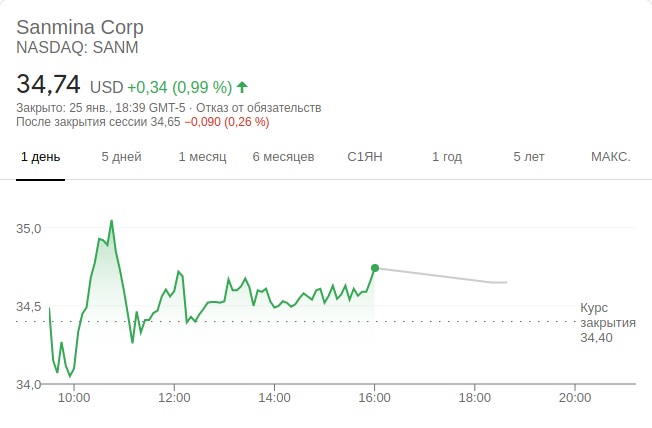 Sanmina Corp
NASDAQ: SANM
34,74 USD +0,34 (0,99 %)
Закрыто: 25 янв., 18:39 GMT-5 · Отказ от обязательств
После закрытия сессии 34,65 −0,090 (0,26 %)
1 день 5 дней 1 месяц 6 месяцев С1ЯН 1 год 5 лет МАКС.
35,0
34,5
Курс
закрытия
34,40
34,0
10:00 12:00 14:00 16:00 18:00 20:00